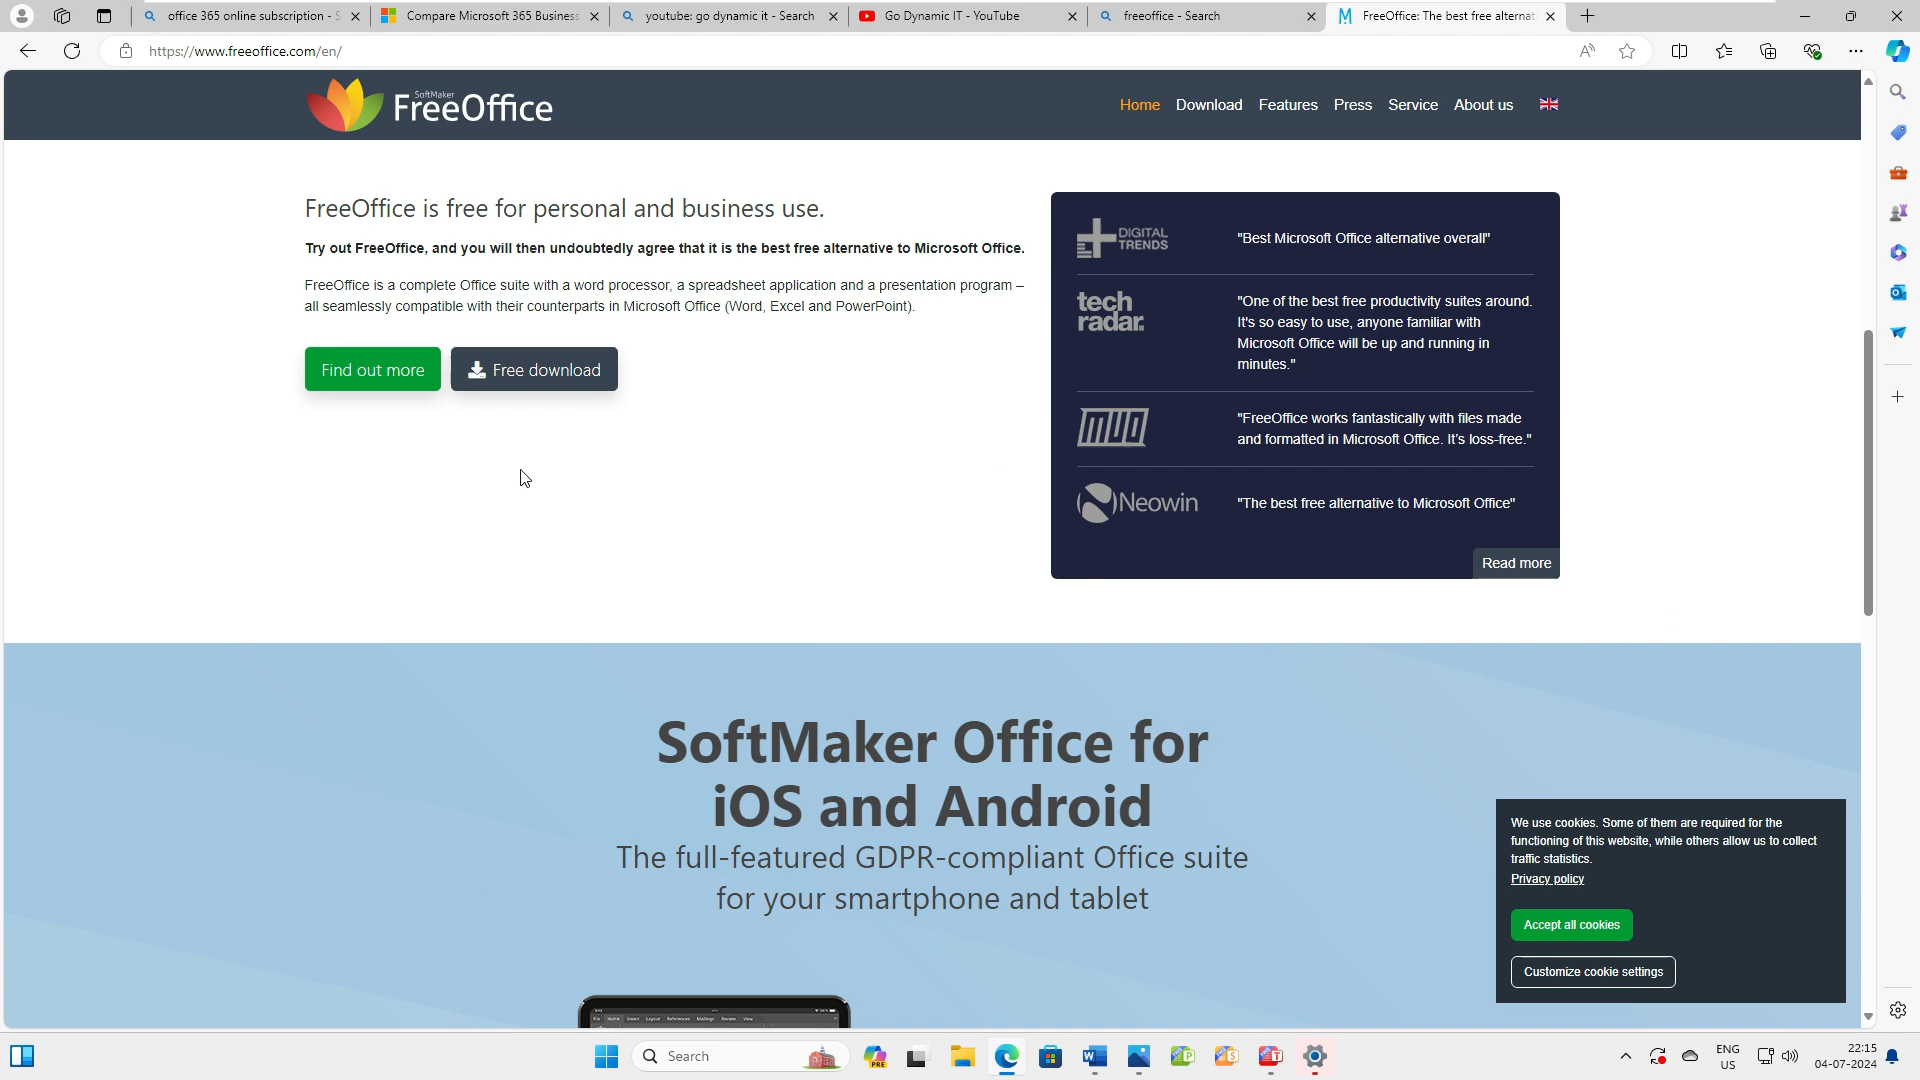 office 365 online subscription - S
Compare Microsoft 365 Business
youtube: go dynamic it - Search
Go Dynamic IT - YouTube
freeoffice - Search
FreeOffice: The best free alternat
https://www.freeoffice.com/en/
SoftMaker
FreeOffice
Home Download Features Press Service About us
FreeOffice is free for personal and business use.
Try out FreeOffice, and you will then undoubtedly agree that it is the best free alternative to Microsoft Office.
FreeOffice is a complete Office suite with a word processor, a spreadsheet application and a presentation program –
all seamlessly compatible with their counterparts in Microsoft Office (Word, Excel and PowerPoint).
Find out more
Free download
DIGITAL
TRENDS
"Best Microsoft Office alternative overall"
tech
radar.
"One of the best free productivity suites around.
It's so easy to use, anyone familiar with
Microsoft Office will be up and running in
minutes."
muo
"FreeOffice works fantastically with files made
and formatted in Microsoft Office. It's loss-free."
Neowin
"The best free alternative to Microsoft Office"
Read more
SoftMaker Office for
iOS and Android
The full-featured GDPR-compliant Office suite
for your smartphone and tablet
We use cookies. Some of them are required for the
functioning of this website, while others allow us to collect
traffic statistics.
Privacy policy
Accept all cookies
Customize cookie settings
File Home Insert Layout References Mailings Review View
Search
PRE
ENG
US
22:15
04-07-2024